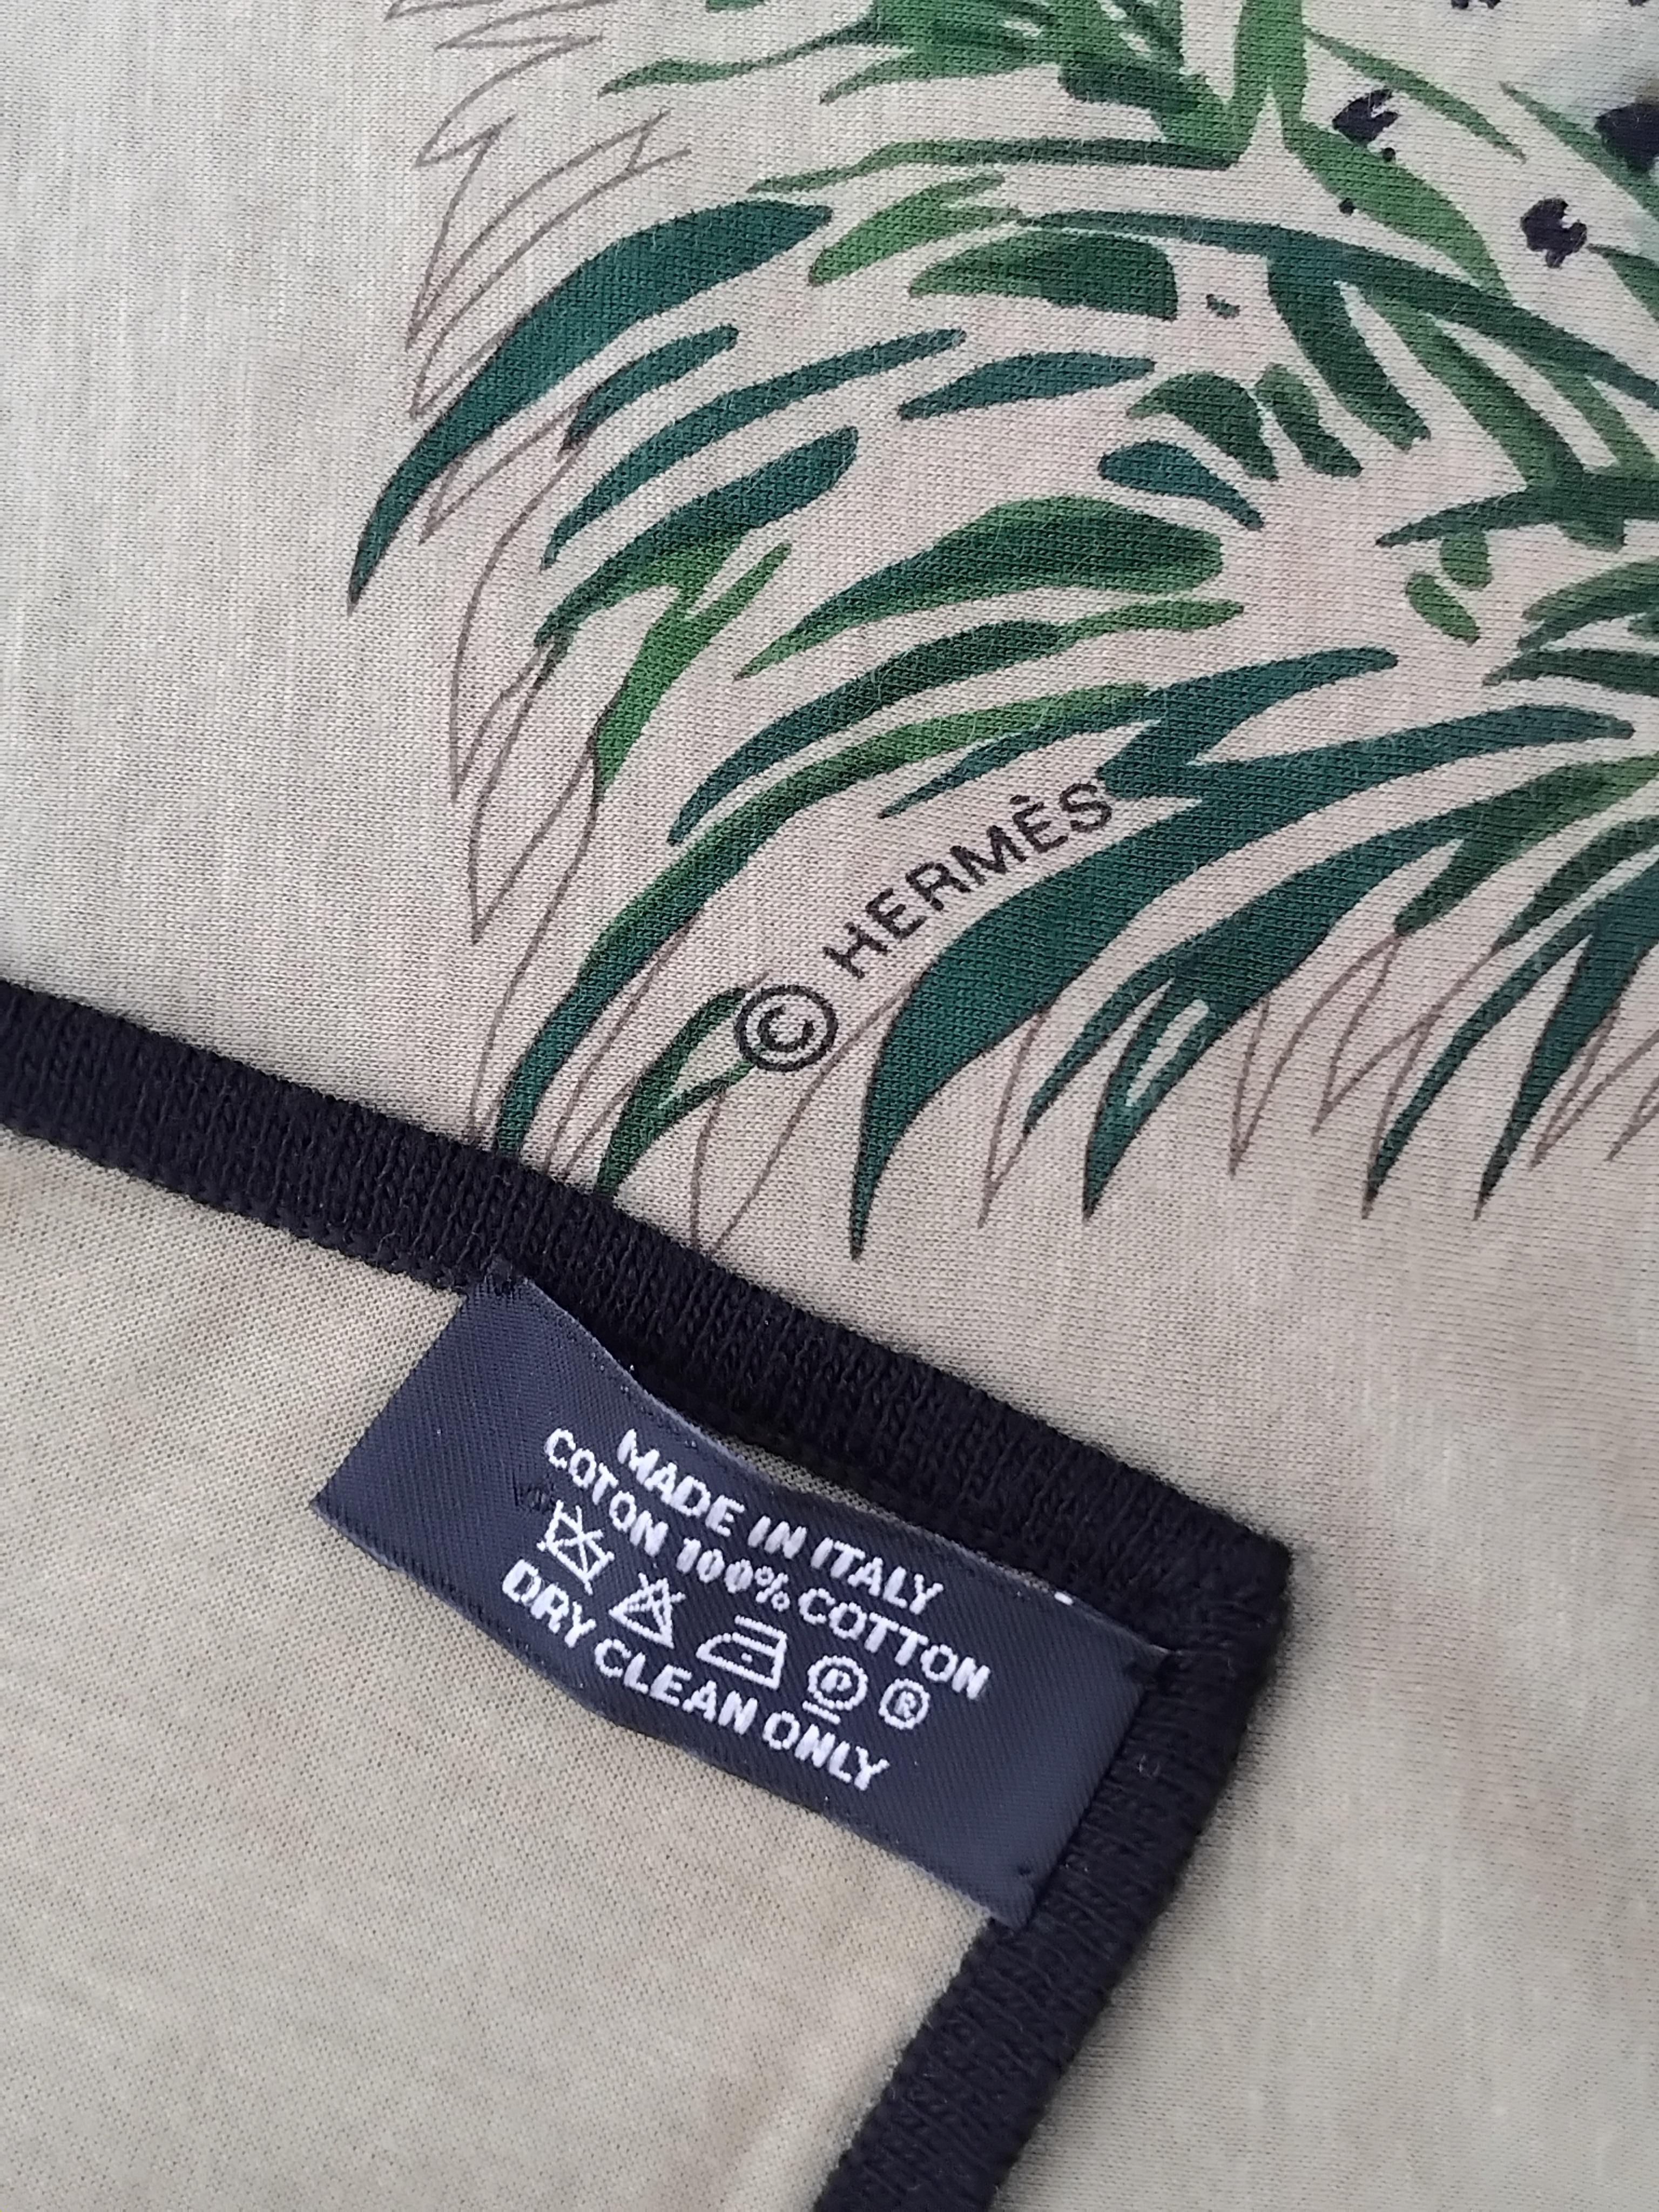 © HERMÈS
MADE IN ITALY
COTON 100% COTTON
P R
DRY CLEAN ONLY